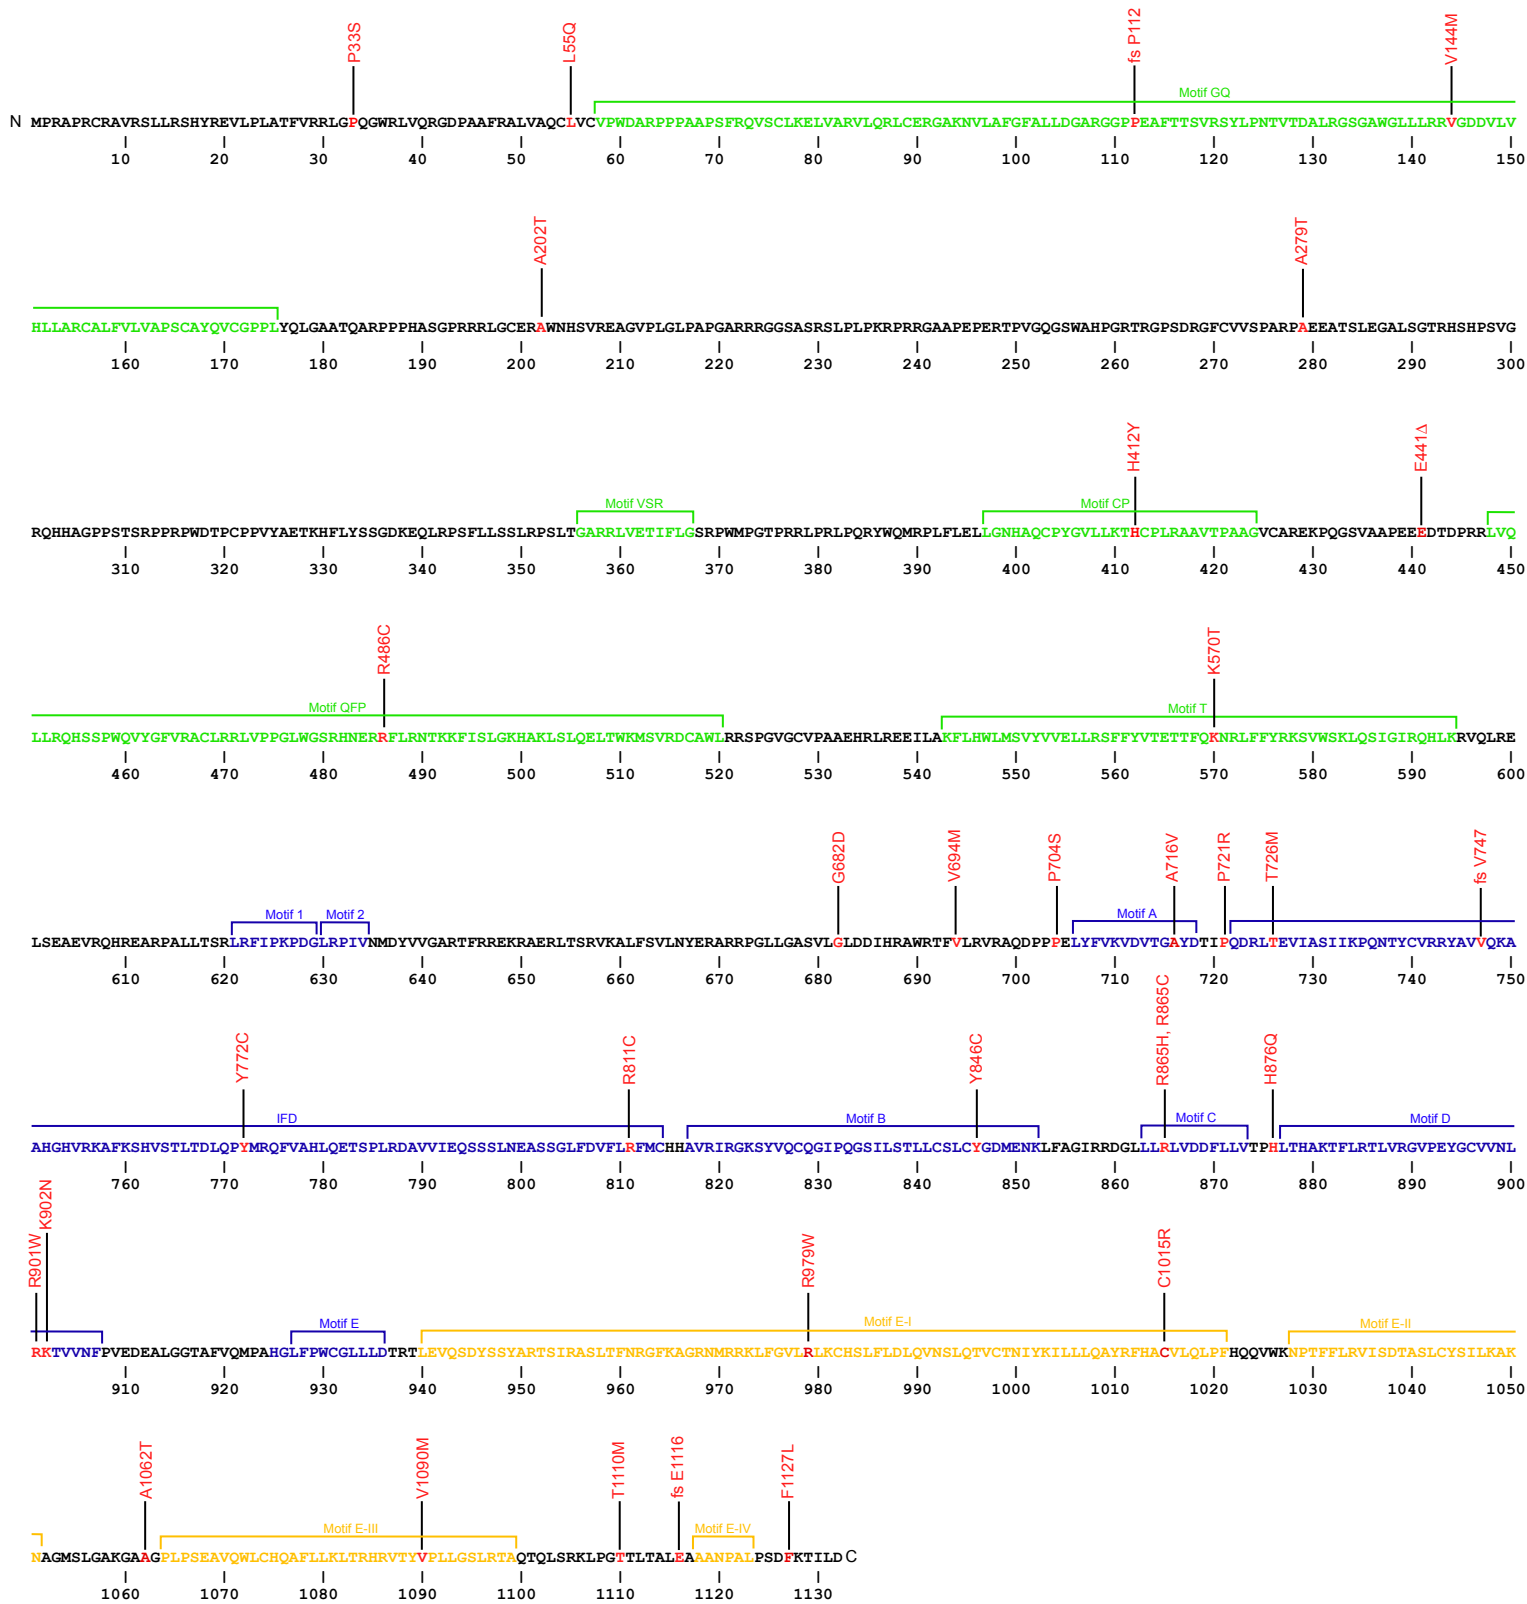 P33S L55Q fs P112 V144M
Motif GQ
N MPRAPRCRAVRSLLRSHYREVLPLATFVRRLGPQGWRLVQRGDPAAFRALVAQCLVCVPWDARPPPAAPSFRQVSCLKELVARVLQRLCERGAKNVLAFGFALLDGARGGPPEAFTTSVRSYLPNTVTDALRGSGAWGLLLRRVGDDVLV
10 20 30 40 50 60 70 80 90 100 110 120 130 140 150
A202T A279T
HLLARCALFVLVAPSCAYQVCGPPLYQLGAATQARPPPHASGPRRRLGCERAWNHSVREAGVPLGLPAPGARRRGGSASRSLPLPKRPRRGAAPEPERTPVGQGSWAHPGRTRGPSDRGFCVVSPARPAEEATSLEGALSGTRHSHPSVG
160 170 180 190 200 210 220 230 240 250 260 270 280 290 300
H412Y E441Δ
Motif VSR Motif CP
RQHHAGPPSTSRPPRPWDTPCPPVYAETKHFLYSSGDKEQLRPSFLLSSLRPSLTGARRLVETIFLGSRPWMPGTPRRLPRLPQRYWQMRPLFLELLGNHAQCPYGVLLKTHCPLRAAVTPAAGVCAREKPQGSVAAPEEEDTDPRRLVQ
310 320 330 340 350 360 370 380 390 400 410 420 430 440 450
R486C K570T
Motif QFP Motif T
LLRQHSSPWQVYGFVRACLRRLVPPGLWGSRHNERRFLRNTKKFISLGKHAKLSLQELTWKMSVRDCAWLRRSPGVGCVPAAEHRLREEILAKFLHWLMSVYVVELLRSFFYVTETTFQKNRLFFYRKSVWSKLQSIGIRQHLKRVQLRE
460 470 480 490 500 510 520 530 540 550 560 570 580 590 600
G682D V694M P704S A716V P721R T726M fs V747
Motif 1 Motif 2 Motif A
LSEAEVRQHREARPALLTSRLRFIPKPDGLRPIVNMDYVVGARTFRREKRAERLTSRVKALFSVLNYERARRPGLLGASVLGLDDIHRAWRTFVLRVRAQDPPPELYFVKVDVTGAYDTIPQDRLTEVIASIIKPQNTYCVRRYAVVQKA
610 620 630 640 650 660 670 680 690 700 710 720 730 740 750
Y772C R811C Y846C R865H, R865C H876Q
IFD Motif B Motif C Motif D
AHGHVRKAFKSHVSTLTDLQPYMRQFVAHLQETSPLRDAVVIEQSSSLNEASSGLFDVFLRFMCHHAVRIRGKSYVQCQGIPQGSILSTLLCSLCYGDMENKLFAGIRRDGLLLRLVDDFLLVTPHLTHAKTFLRTLVRGVPEYGCVVNL
760 770 780 790 800 810 820 830 840 850 860 870 880 890 900
R901W K902N R979W C1015R
Motif E Motif E-I Motif E-II
RKTVVNFPVEDEALGGTAFVQMPAHGLFPWCGLLLDTRTLEVQSDYSSYARTSIRASLTFNRGFKAGRNMRRKLFGVLRLKCHSLFLDLQVNSLQTVCTNIYKILLLQAYRFHACVLQLPFHQQVWKNPTFFLRVISDTASLCYSILKAK
910 920 930 940 950 960 970 980 990 1000 1010 1020 1030 1040 1050
A1062T V1090M T1110M fs E1116 F1127L
Motif E-III Motif E-IV
NAGMSLGAKGAAGPLPSEAVQWLCHQAFLLKLTRHRVTYVPLLGSLRTAQTQLSRKLPGTTLTALEAAANPALPSDFKTILD C
1060 1070 1080 1090 1100 1110 1120 1130